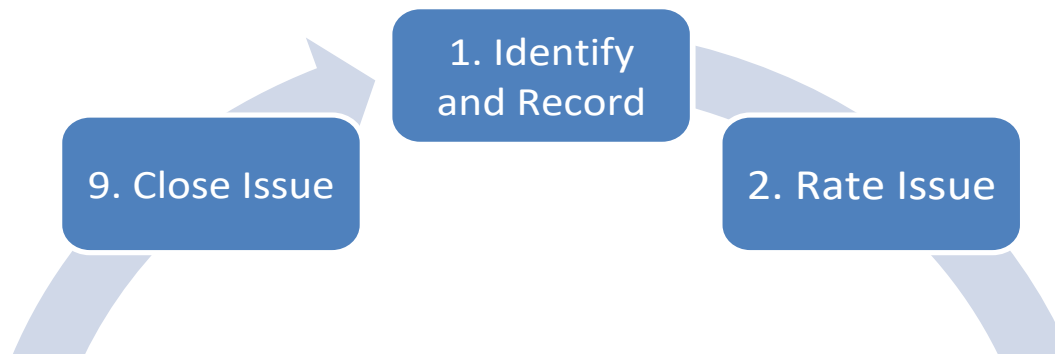 1. Identify
and Record
9. Close Issue
2. Rate Issue